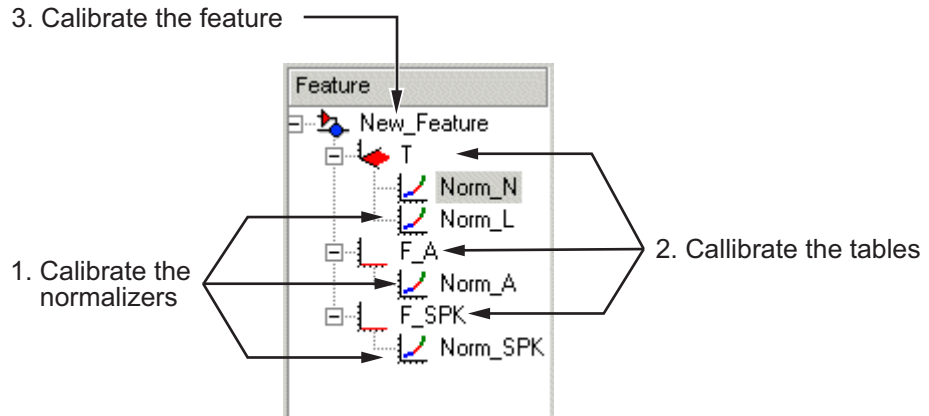 3. Calibrate the feature
Feature
New_Feature
T
Norm_N
Norm_L
F_A
Norm_A
F_SPK
Norm_SPK
1. Calibrate the
normalizers
2. Callibrate the tables